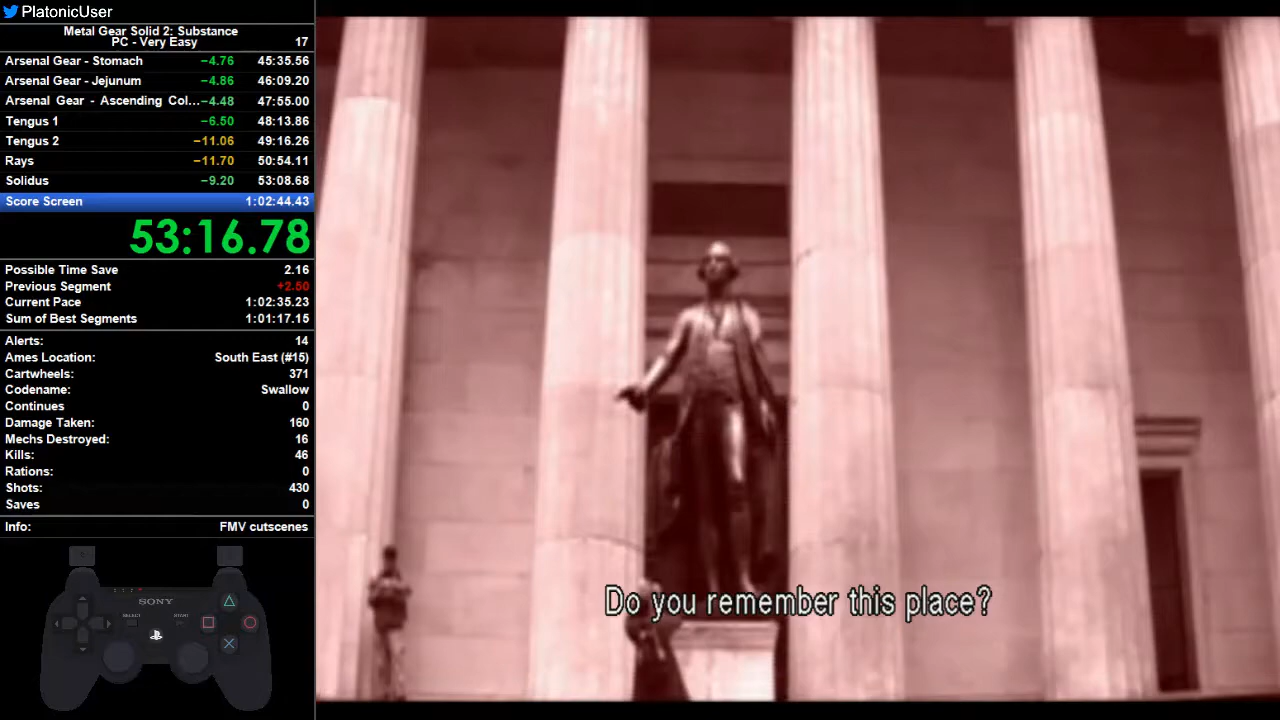 PlatonicUser
Metal Gear Solid 2: Substance
PC - Very Easy 17
Arsenal Gear - Stomach −4.76 45:35.56
Arsenal Gear - Jejunum −4.86 46:09.20
Arsenal Gear - Ascending Col... −4.48 47:55.00
Tengus 1 −6.50 48:13.86
Tengus 2 −11.06 49:16.26
Rays −11.70 50:54.11
Solidus −9.20 53:08.68
Score Screen 1:02:44.43
53:16.78
Possible Time Save 2.16
Previous Segment +2.50
Current Pace 1:02:35.23
Sum of Best Segments 1:01:17.15
Alerts: 14
Ames Location: South East (#15)
Cartwheels: 371
Codename: Swallow
Continues 0
Damage Taken: 160
Mechs Destroyed: 16
Kills: 46
Rations: 0
Shots: 430
Saves 0
Info: FMV cutscenes
SONY
SELECT START
Do you remember this place?